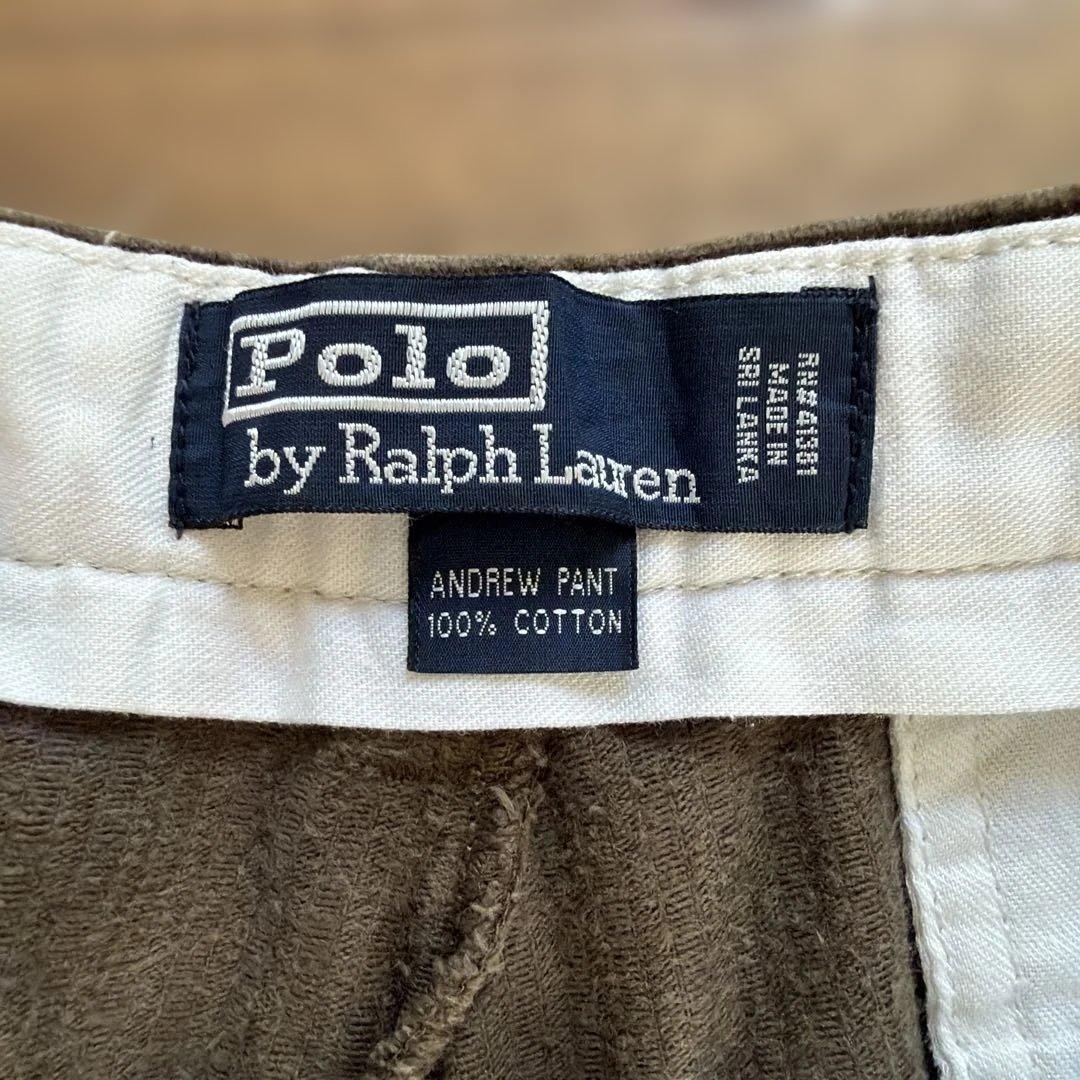 Polo
by Ralph Lauren
RN#41381
MADE IN
SRI LANKA
ANDREW PANT
100% COTTON